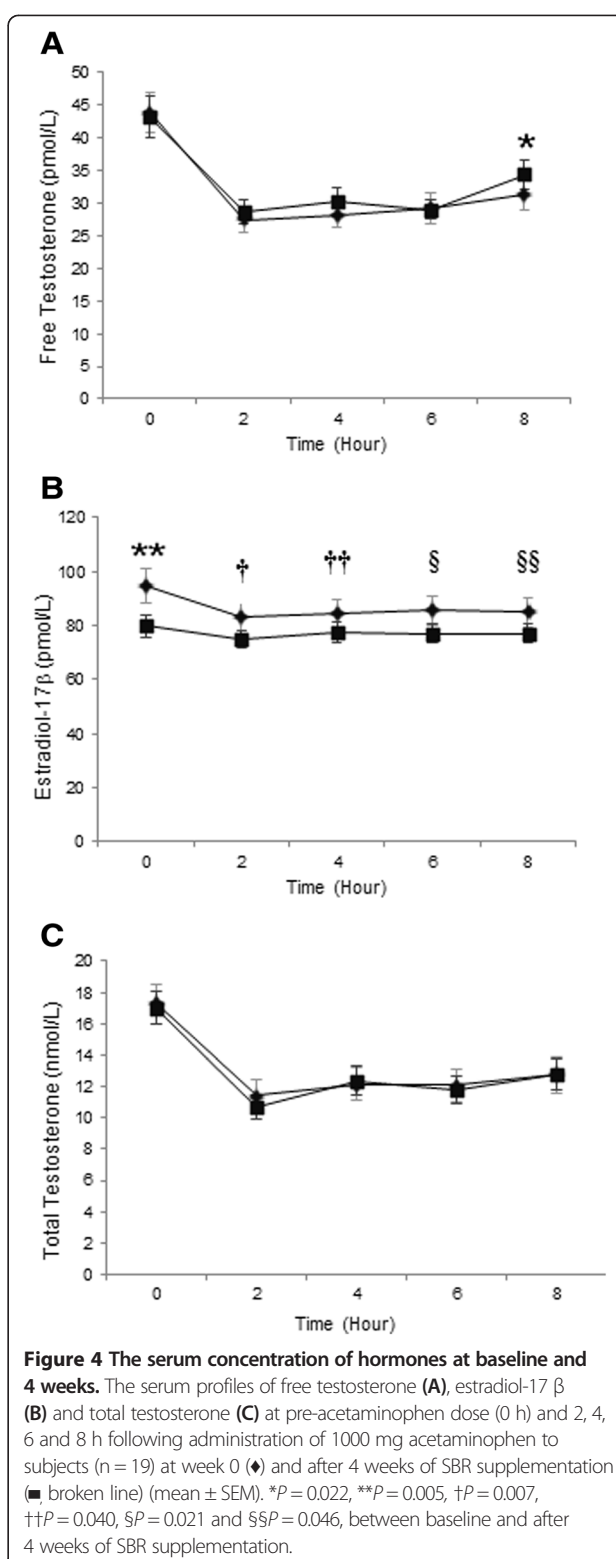 A
Free Testosterone (pmol/L)
50
45
40
35
30
25
20
15
10
5
0
*
0 2 4 6 8
Time (Hour)
B
Estradiol-17β (pmol/L)
120
100
80
60
40
20
0
** † †† § §§
0 2 4 6 8
Time (Hour)
C
Total Testosterone (nmol/L)
20
18
16
14
12
10
8
6
4
2
0
0 2 4 6 8
Time (Hour)
Figure 4 The serum concentration of hormones at baseline and
4 weeks. The serum profiles of free testosterone (A), estradiol-17 β
(B) and total testosterone (C) at pre-acetaminophen dose (0 h) and 2, 4,
6 and 8 h following administration of 1000 mg acetaminophen to
subjects (n = 19) at week 0 (♦) and after 4 weeks of SBR supplementation
(■, broken line) (mean ± SEM). *P = 0.022, **P = 0.005, †P = 0.007,
††P = 0.040, §P = 0.021 and §§P = 0.046, between baseline and after
4 weeks of SBR supplementation.